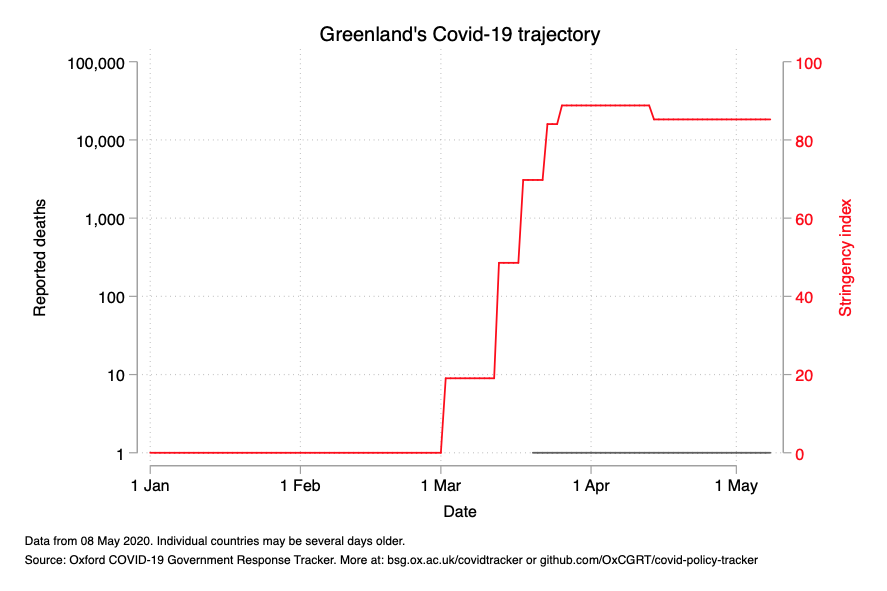 Greenland's Covid-19 trajectory
100,000
10,000
1,000
100
10
1
Reported deaths
100
80
60
40
20
0
Stringency index
1 Jan 1 Feb 1 Mar 1 Apr 1 May
Date
Data from 08 May 2020. Individual countries may be several days older.
Source: Oxford COVID-19 Government Response Tracker. More at: bsg.ox.ac.uk/covidtracker or github.com/OxCGRT/covid-policy-tracker